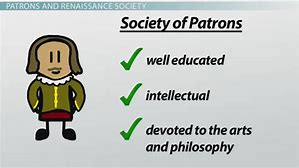 PATRONS AND RENAISSANCE SOCIETY
Society of Patrons
well educated
intellectual
devoted to the arts
and philosophy